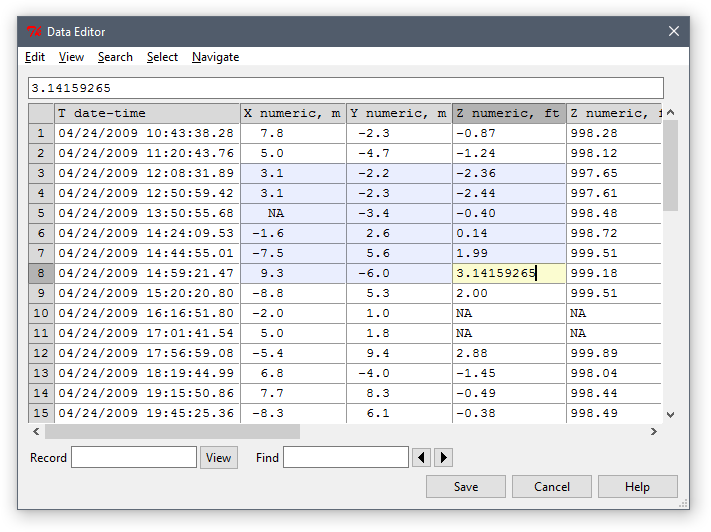 Data Editor
Edit View Search Select Navigate
3.14159265
T date-time X numeric, m Y numeric, m Z numeric, ft Z numeric, f
1 04/24/2009 10:43:38.28 7.8 -2.3 -0.87 998.28
2 04/24/2009 11:20:43.76 5.0 -4.7 -1.24 998.12
3 04/24/2009 12:08:31.89 3.1 -2.2 -2.36 997.65
4 04/24/2009 12:50:59.42 3.1 -2.3 -2.44 997.61
5 04/24/2009 13:50:55.68 NA -3.4 -0.40 998.48
6 04/24/2009 14:24:09.53 -1.6 2.6 0.14 998.72
7 04/24/2009 14:44:55.01 -7.5 5.6 1.99 999.51
8 04/24/2009 14:59:21.47 9.3 -6.0 3.14159265 999.18
9 04/24/2009 15:20:20.80 -8.8 5.3 2.00 999.51
10 04/24/2009 16:16:51.80 -2.0 1.0 NA NA
11 04/24/2009 17:01:41.54 5.0 1.8 NA NA
12 04/24/2009 17:56:59.08 -5.4 9.4 2.88 999.89
13 04/24/2009 18:19:44.99 6.8 -4.0 -1.45 998.04
14 04/24/2009 19:15:50.86 7.7 8.3 -0.49 998.44
15 04/24/2009 19:45:25.36 -8.3 6.1 -0.38 998.49
Record View Find
Save Cancel Help